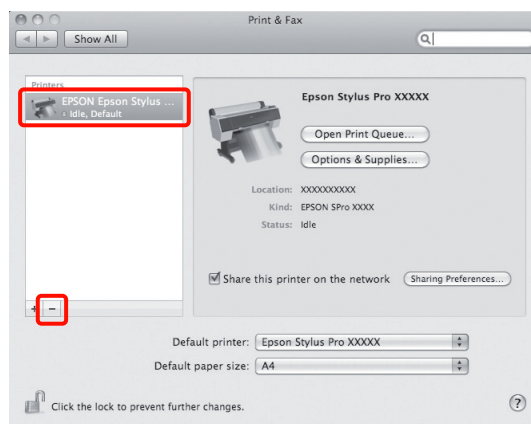 Print & Fax
Show All
Printers
EPSON Epson Stylus ...
Idle, Default
Epson Stylus Pro XXXXX
Open Print Queue...
Options & Supplies...
Location: XXXXXXXXXX
Kind: EPSON SPro XXXX
Status: Idle
Share this printer on the network Sharing Preferences...
+ −
Default printer: Epson Stylus Pro XXXXX
Default paper size: A4
Click the lock to prevent further changes. ?